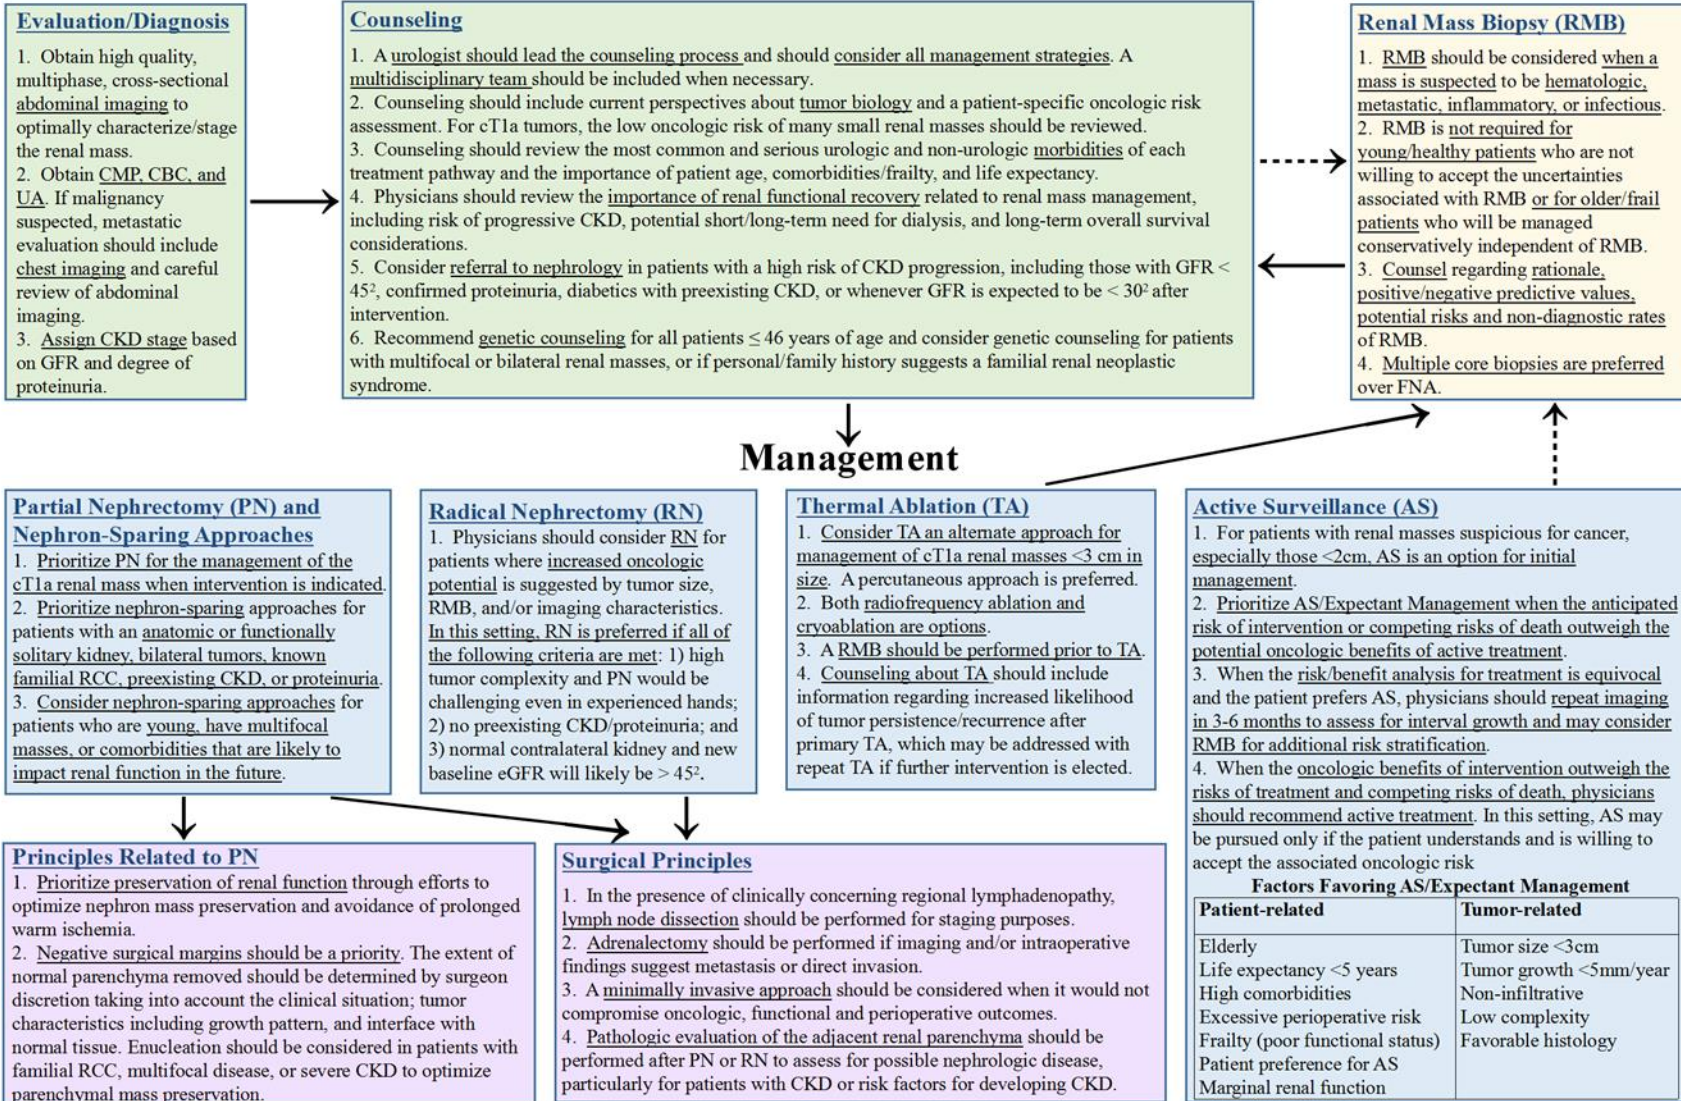 Evaluation/Diagnosis
1. Obtain high quality,
multiphase, cross-sectional
abdominal imaging to
optimally characterize/stage
the renal mass.
2. Obtain CMP, CBC, and
UA. If malignancy
suspected, metastatic
evaluation should include
chest imaging and careful
review of abdominal
imaging.
3. Assign CKD stage based
on GFR and degree of
proteinuria.
Counseling
1. A urologist should lead the counseling process and should consider all management strategies. A
multidisciplinary team should be included when necessary.
2. Counseling should include current perspectives about tumor biology and a patient-specific oncologic risk
assessment. For cT1a tumors, the low oncologic risk of many small renal masses should be reviewed.
3. Counseling should review the most common and serious urologic and non-urologic morbidities of each
treatment pathway and the importance of patient age, comorbidities/frailty, and life expectancy.
4. Physicians should review the importance of renal functional recovery related to renal mass management,
including risk of progressive CKD, potential short/long-term need for dialysis, and long-term overall survival
considerations.
5. Consider referral to nephrology in patients with a high risk of CKD progression, including those with GFR <
45², confirmed proteinuria, diabetics with preexisting CKD, or whenever GFR is expected to be < 30² after
intervention.
6. Recommend genetic counseling for all patients ≤ 46 years of age and consider genetic counseling for patients
with multifocal or bilateral renal masses, or if personal/family history suggests a familial renal neoplastic
syndrome.
Renal Mass Biopsy (RMB)
1. RMB should be considered when a
mass is suspected to be hematologic,
metastatic, inflammatory, or infectious.
2. RMB is not required for
young/healthy patients who are not
willing to accept the uncertainties
associated with RMB or for older/frail
patients who will be managed
conservatively independent of RMB.
3. Counsel regarding rationale,
positive/negative predictive values,
potential risks and non-diagnostic rates
of RMB.
4. Multiple core biopsies are preferred
over FNA.
Management
Partial Nephrectomy (PN) and
Nephron-Sparing Approaches
1. Prioritize PN for the management of the
cT1a renal mass when intervention is indicated.
2. Prioritize nephron-sparing approaches for
patients with an anatomic or functionally
solitary kidney, bilateral tumors, known
familial RCC, preexisting CKD, or proteinuria.
3. Consider nephron-sparing approaches for
patients who are young, have multifocal
masses, or comorbidities that are likely to
impact renal function in the future.
Radical Nephrectomy (RN)
1. Physicians should consider RN for
patients where increased oncologic
potential is suggested by tumor size,
RMB, and/or imaging characteristics.
In this setting, RN is preferred if all of
the following criteria are met: 1) high
tumor complexity and PN would be
challenging even in experienced hands;
2) no preexisting CKD/proteinuria; and
3) normal contralateral kidney and new
baseline eGFR will likely be > 45².
Thermal Ablation (TA)
1. Consider TA an alternate approach for
management of cT1a renal masses <3 cm in
size. A percutaneous approach is preferred.
2. Both radiofrequency ablation and
cryoablation are options.
3. A RMB should be performed prior to TA.
4. Counseling about TA should include
information regarding increased likelihood
of tumor persistence/recurrence after
primary TA, which may be addressed with
repeat TA if further intervention is elected.
Active Surveillance (AS)
1. For patients with renal masses suspicious for cancer,
especially those <2cm, AS is an option for initial
management.
2. Prioritize AS/Expectant Management when the anticipated
risk of intervention or competing risks of death outweigh the
potential oncologic benefits of active treatment.
3. When the risk/benefit analysis for treatment is equivocal
and the patient prefers AS, physicians should repeat imaging
in 3-6 months to assess for interval growth and may consider
RMB for additional risk stratification.
4. When the oncologic benefits of intervention outweigh the
risks of treatment and competing risks of death, physicians
should recommend active treatment. In this setting, AS may
be pursued only if the patient understands and is willing to
accept the associated oncologic risk
Factors Favoring AS/Expectant Management
Patient-related
Elderly
Life expectancy <5 years
High comorbidities
Excessive perioperative risk
Frailty (poor functional status)
Patient preference for AS
Marginal renal function
Tumor-related
Tumor size <3cm
Tumor growth <5mm/year
Non-infiltrative
Low complexity
Favorable histology
Principles Related to PN
1. Prioritize preservation of renal function through efforts to
optimize nephron mass preservation and avoidance of prolonged
warm ischemia.
2. Negative surgical margins should be a priority. The extent of
normal parenchyma removed should be determined by surgeon
discretion taking into account the clinical situation; tumor
characteristics including growth pattern, and interface with
normal tissue. Enucleation should be considered in patients with
familial RCC, multifocal disease, or severe CKD to optimize
parenchymal mass preservation.
Surgical Principles
1. In the presence of clinically concerning regional lymphadenopathy,
lymph node dissection should be performed for staging purposes.
2. Adrenalectomy should be performed if imaging and/or intraoperative
findings suggest metastasis or direct invasion.
3. A minimally invasive approach should be considered when it would not
compromise oncologic, functional and perioperative outcomes.
4. Pathologic evaluation of the adjacent renal parenchyma should be
performed after PN or RN to assess for possible nephrologic disease,
particularly for patients with CKD or risk factors for developing CKD.